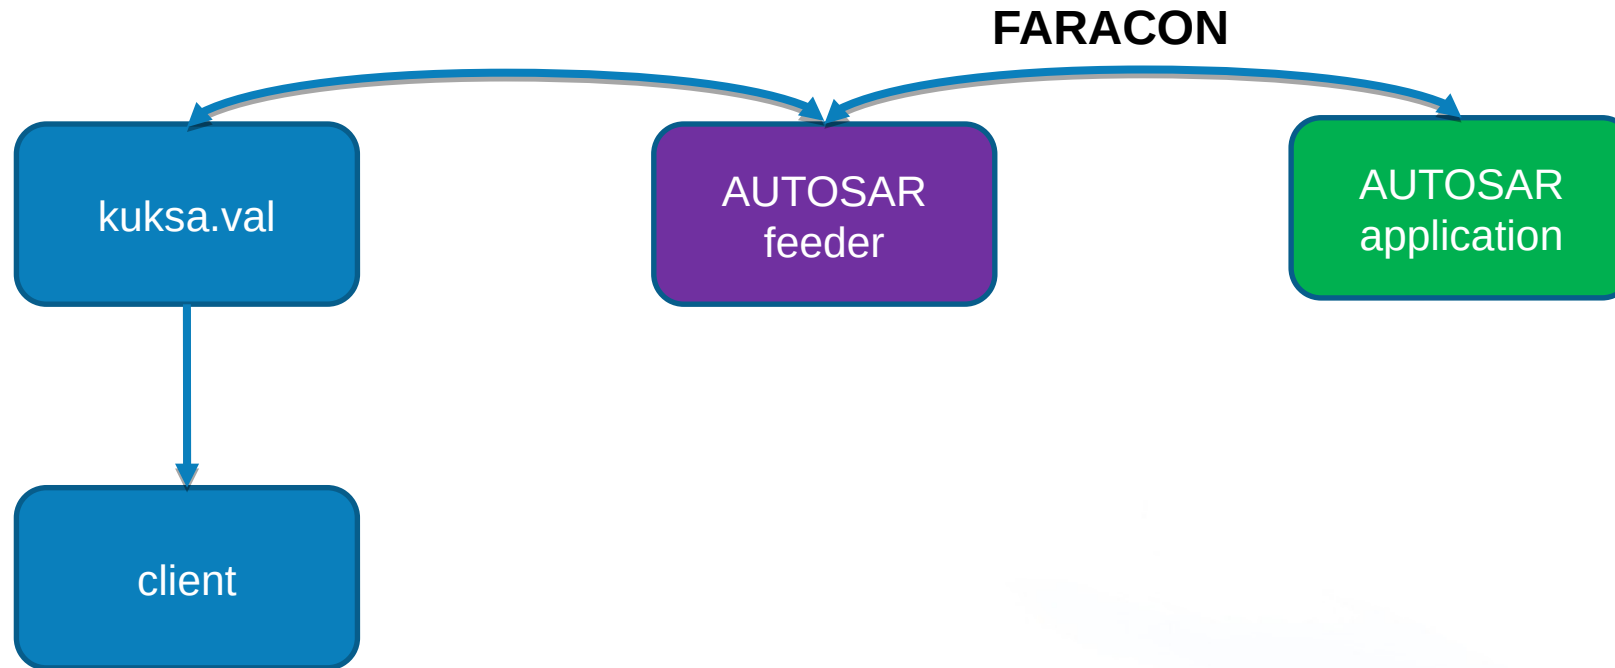 FARACON
kuksa.val
AUTOSAR
feeder
AUTOSAR
application
client